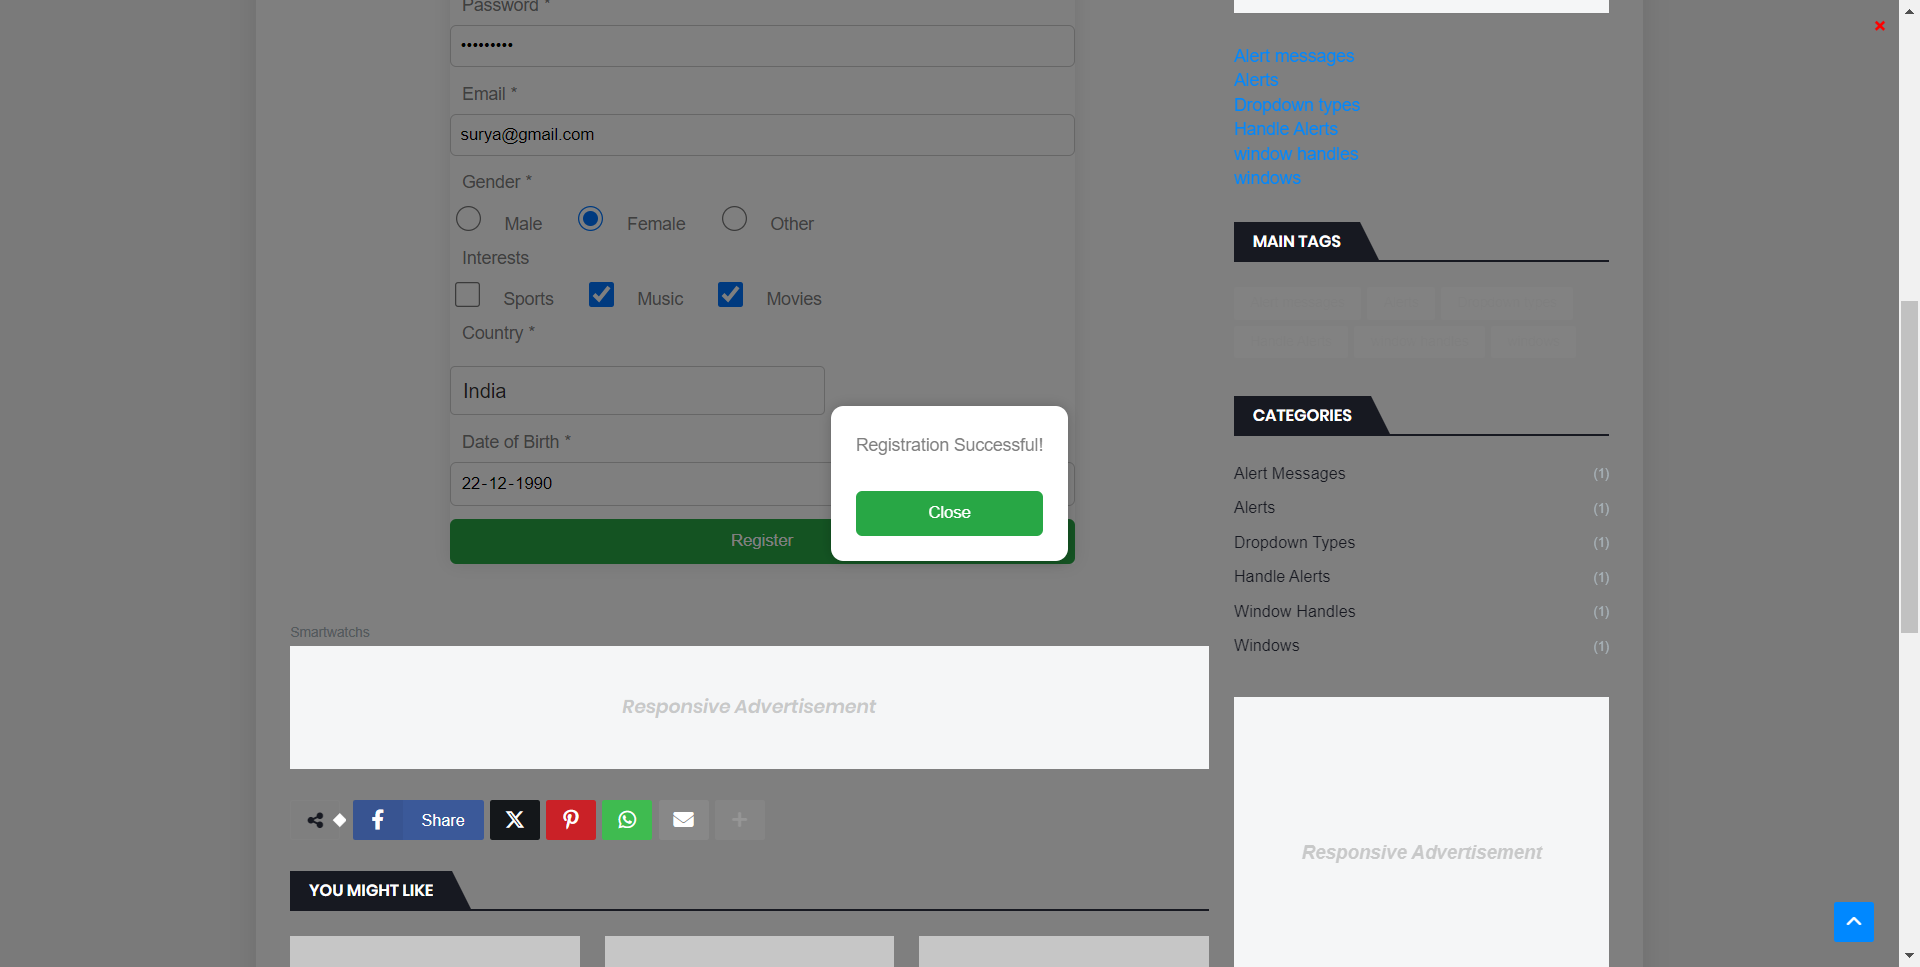 Password *
•••••••••
Email *
surya@gmail.com
Gender *
Male Female Other
Interests
Sports Music Movies
Country *
India
Date of Birth *
22-12-1990
Register
Registration Successful!
Close
Smartwatchs
Responsive Advertisement
Share
YOU MIGHT LIKE
Alert messages
Alerts
Dropdown types
Handle Alerts
window handles
windows
MAIN TAGS
CATEGORIES
Alert Messages (1)
Alerts (1)
Dropdown Types (1)
Handle Alerts (1)
Window Handles (1)
Windows (1)
Responsive Advertisement